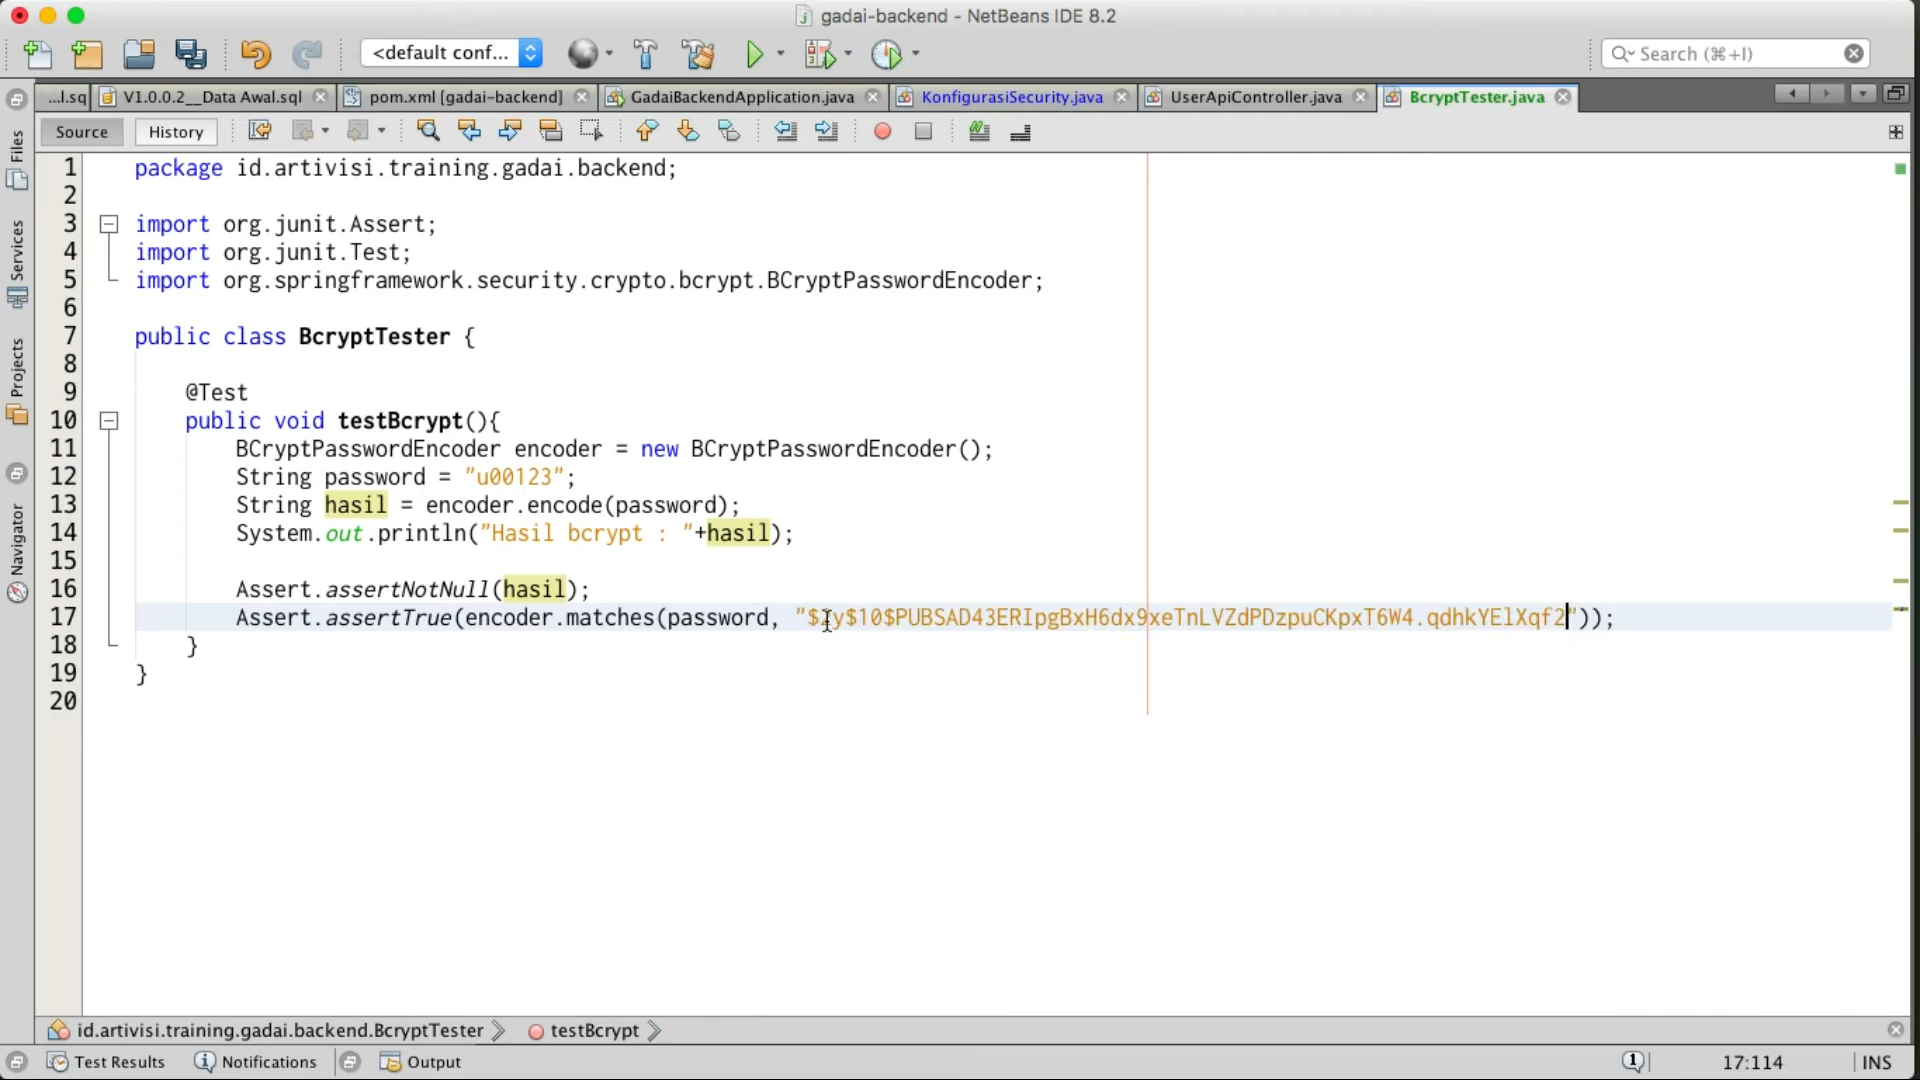 gadai-backend - NetBeans IDE 8.2
<default conf...
Search (⌘+I)
...l.sq
V1.0.0.2__Data Awal.sql
pom.xml [gadai-backend]
GadaiBackendApplication.java
KonfigurasiSecurity.java
UserApiController.java
BcryptTester.java
Source
History
Files
Services
Projects
Navigator
1 package id.artivisi.training.gadai.backend;
2
3 import org.junit.Assert;
4 import org.junit.Test;
5 import org.springframework.security.crypto.bcrypt.BCryptPasswordEncoder;
6
7 public class BcryptTester {
8
9 @Test
10 public void testBcrypt(){
11 BCryptPasswordEncoder encoder = new BCryptPasswordEncoder();
12 String password = "u00123";
13 String hasil = encoder.encode(password);
14 System.out.println("Hasil bcrypt : "+hasil);
15
16 Assert.assertNotNull(hasil);
17 Assert.assertTrue(encoder.matches(password, "$2y$10$PUBSAD43ERIpgBxH6dx9xeTnLVZdPDzpuCKpxT6W4.qdhkYElXqf2"));
18 }
19 }
20
id.artivisi.training.gadai.backend.BcryptTester
testBcrypt
Test Results
Notifications
Output
1
17:114
INS